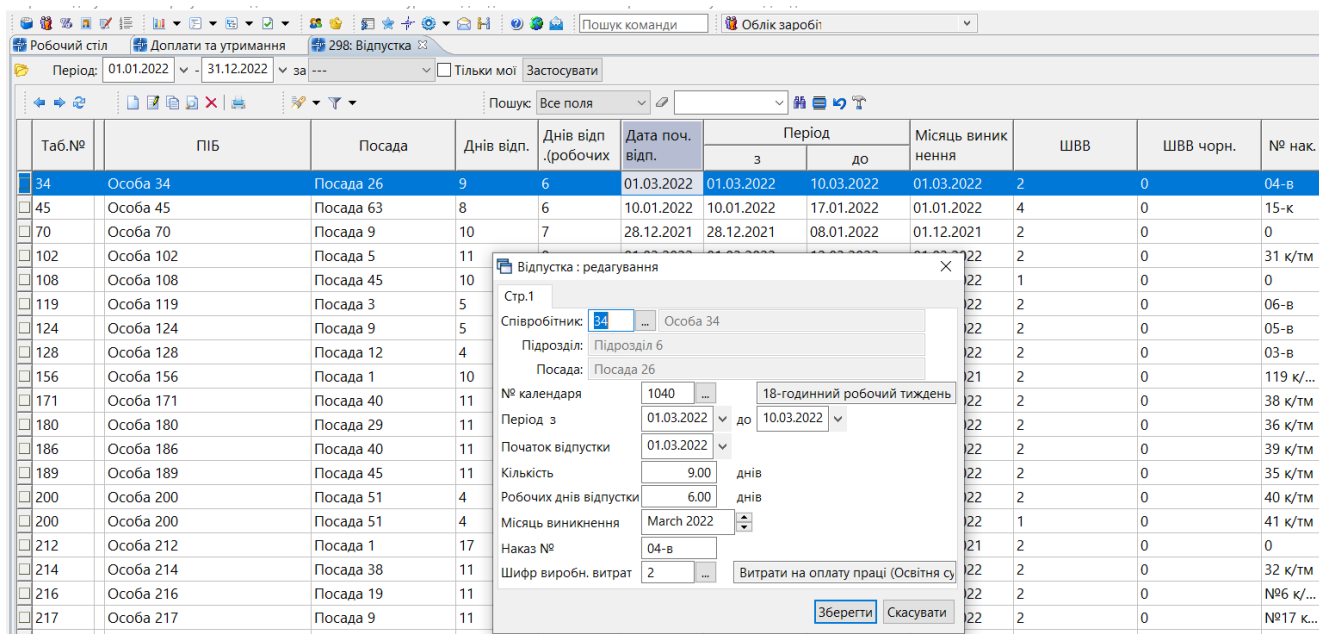 Пошук команди
Облік заробіт
Робочий стіл
Доплати та утримання
298: Відпустка
Період: 01.01.2022 - 31.12.2022 за ---
Тільки мої
Застосувати
Пошук: Все поля
Таб.№ ПІБ Посада Днів відп. Днів відп .(робочих Дата поч. відп. Період з до Місяць виник нення ШВВ ШВВ чорн. № нак.
34 Особа 34 Посада 26 9 6 01.03.2022 01.03.2022 10.03.2022 01.03.2022 2 0 04-в
45 Особа 45 Посада 63 8 6 10.01.2022 10.01.2022 17.01.2022 01.01.2022 4 0 15-к
70 Особа 70 Посада 9 10 7 28.12.2021 28.12.2021 08.01.2022 01.12.2021 2 0 0
102 Особа 102 Посада 5 11 022 2 0 31 к/тм
108 Особа 108 Посада 45 10 022 1 0 0
119 Особа 119 Посада 3 5 022 2 0 06-в
124 Особа 124 Посада 9 5 022 2 0 05-в
128 Особа 128 Посада 12 4 022 2 0 03-в
156 Особа 156 Посада 1 10 021 2 0 119 к/...
171 Особа 171 Посада 40 11 022 2 0 38 к/тм
180 Особа 180 Посада 29 11 022 2 0 36 к/тм
186 Особа 186 Посада 40 11 022 2 0 39 к/тм
189 Особа 189 Посада 45 11 022 2 0 35 к/тм
200 Особа 200 Посада 51 4 022 2 0 40 к/тм
200 Особа 200 Посада 51 4 022 1 0 41 к/тм
212 Особа 212 Посада 1 17 021 2 0 0
214 Особа 214 Посада 38 11 022 2 0 32 к/тм
216 Особа 216 Посада 19 11 022 2 0 №6 к/...
217 Особа 217 Посада 9 11 022 2 0 №17 к...
Відпустка : редагування
Стр.1
Співробітник: 34 ... Особа 34
Підрозділ: Підрозділ 6
Посада: Посада 26
№ календаря 1040 ... 18-годинний робочий тиждень
Період з 01.03.2022 до 10.03.2022
Початок відпустки 01.03.2022
Кількість 9.00 днів
Робочих днів відпустки 6.00 днів
Місяць виникнення March 2022
Наказ № 04-в
Шифр виробн. витрат 2 ... Витрати на оплату праці (Освітня су
Зберегти Скасувати